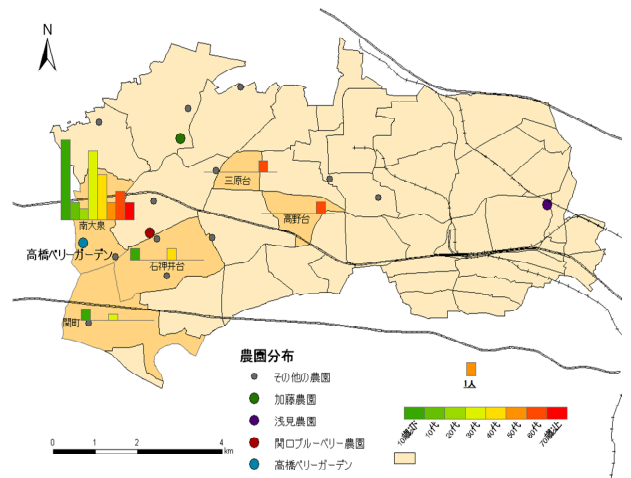 N
三原台
高野台
南大泉
高橋ベリーガーデン
石神井台
関町
農園分布
その他の農園
加藤農園
浅見農園
関口ブルーベリー農園
高橋ベリーガーデン
1人
10歳以下
10代
20代
30代
40代
50代
60代
70歳以上
0 1 2 4
km